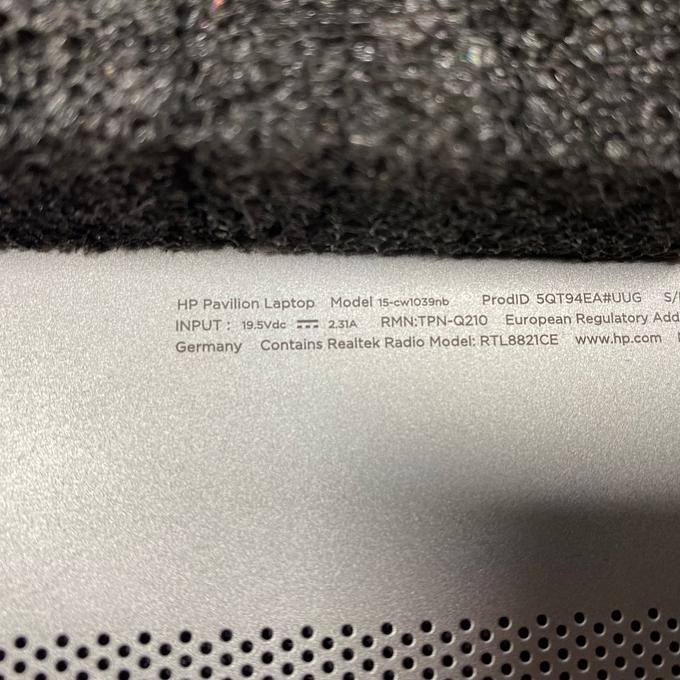 HP Pavilion Laptop Model 15-cw1039nb ProdID 5QT94EA#UUG S/
INPUT : 19.5Vdc ⎓ 2.31A RMN:TPN-Q210 European Regulatory Add
Germany Contains Realtek Radio Model: RTL8821CE www.hp.com